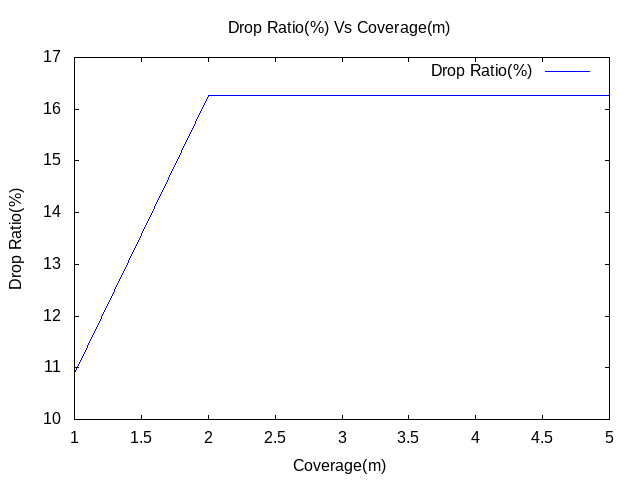 Drop Ratio(%) Vs Coverage(m)
Drop Ratio(%)
17
16
15
14
13
12
11
10
Drop Ratio(%)
1 1.5 2 2.5 3 3.5 4 4.5 5
Coverage(m)